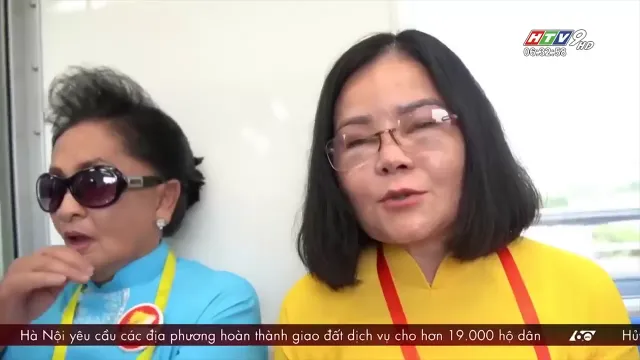 HTV9 HD
06:32:58
Hà Nội yêu cầu các địa phương hoàn thành giao đất dịch vụ cho hơn 19.000 hộ dân